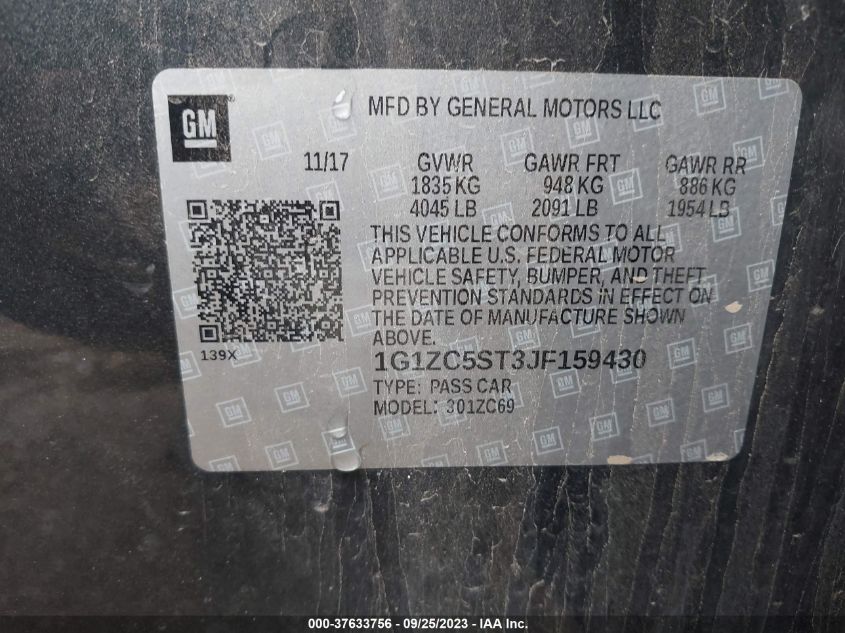 GM
MFD BY GENERAL MOTORS LLC
11/17
GVWR GAWR FRT GAWR RR
1835 KG 948 KG 886 KG
4045 LB 2091 LB 1954 LB
THIS VEHICLE CONFORMS TO ALL
APPLICABLE U.S. FEDERAL MOTOR
VEHICLE SAFETY, BUMPER, AND THEFT
PREVENTION STANDARDS IN EFFECT ON
THE DATE OF MANUFACTURE SHOWN
ABOVE.
139X
1G1ZC5ST3JF159430
TYPE: PASS CAR
MODEL: 301ZC69
000-37633756 - 09/25/2023 - IAA Inc.